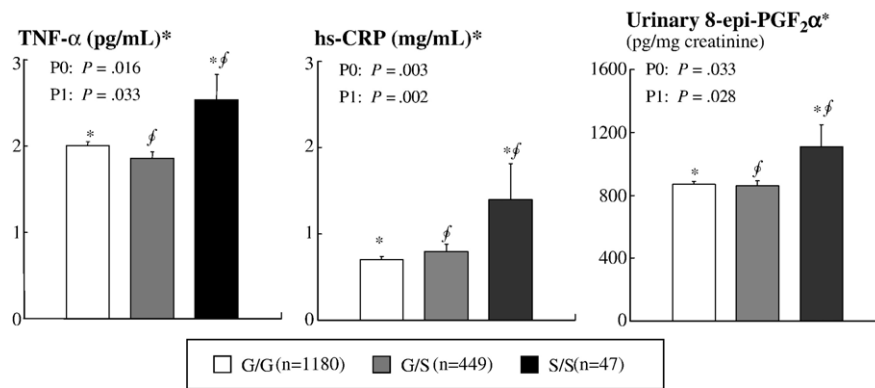 TNF-α (pg/mL)*
P0: P = .016
P1: P = .033
3
2
1
0
*
∮
*∮
hs-CRP (mg/mL)*
P0: P = .003
P1: P = .002
3
2
1
0
*
∮
*∮
Urinary 8-epi-PGF₂α*
(pg/mg creatinine)
P0: P = .033
P1: P = .028
1600
1200
800
400
0
*
∮
*∮
G/G (n=1180) G/S (n=449) S/S (n=47)